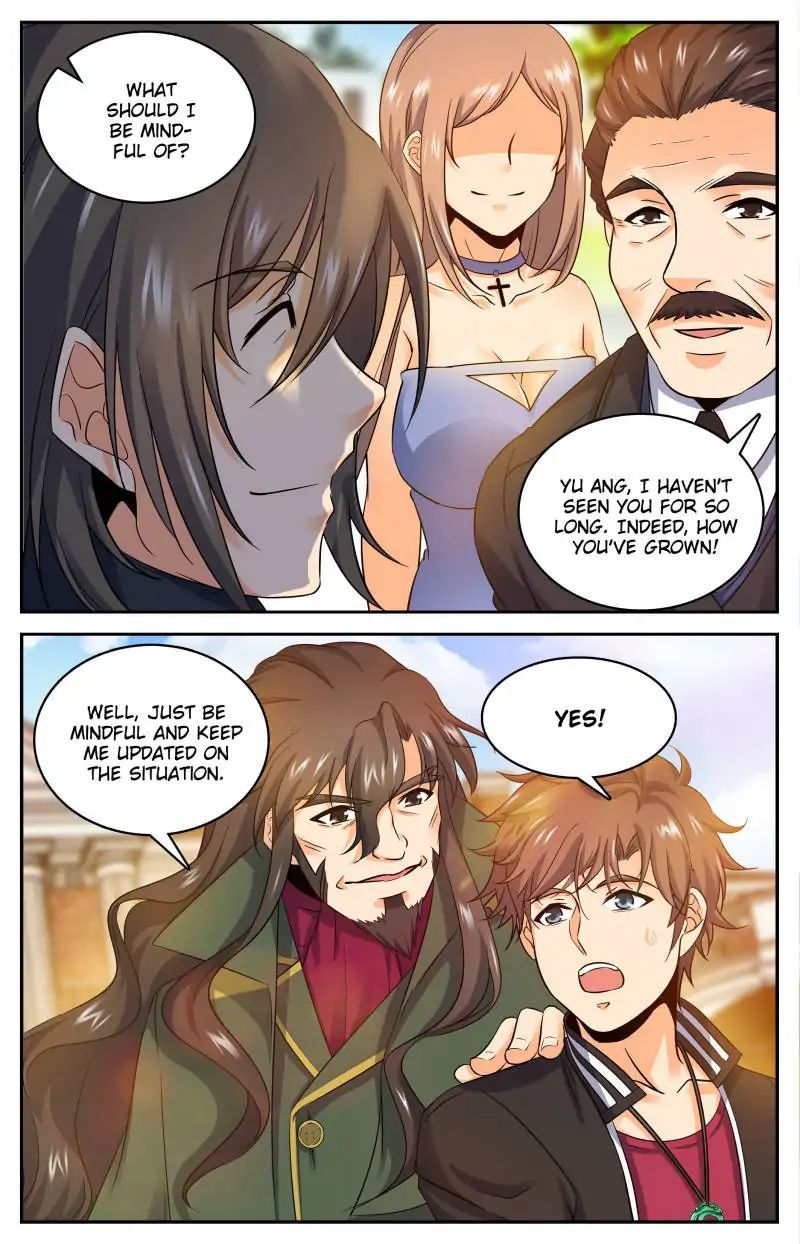 WHAT
SHOULD I
BE MIND-
FUL OF?
YU ANG, I HAVEN'T
SEEN YOU FOR SO
LONG. INDEED, HOW
YOU'VE GROWN!
WELL, JUST BE
MINDFUL AND KEEP
ME UPDATED ON
THE SITUATION.
YES!